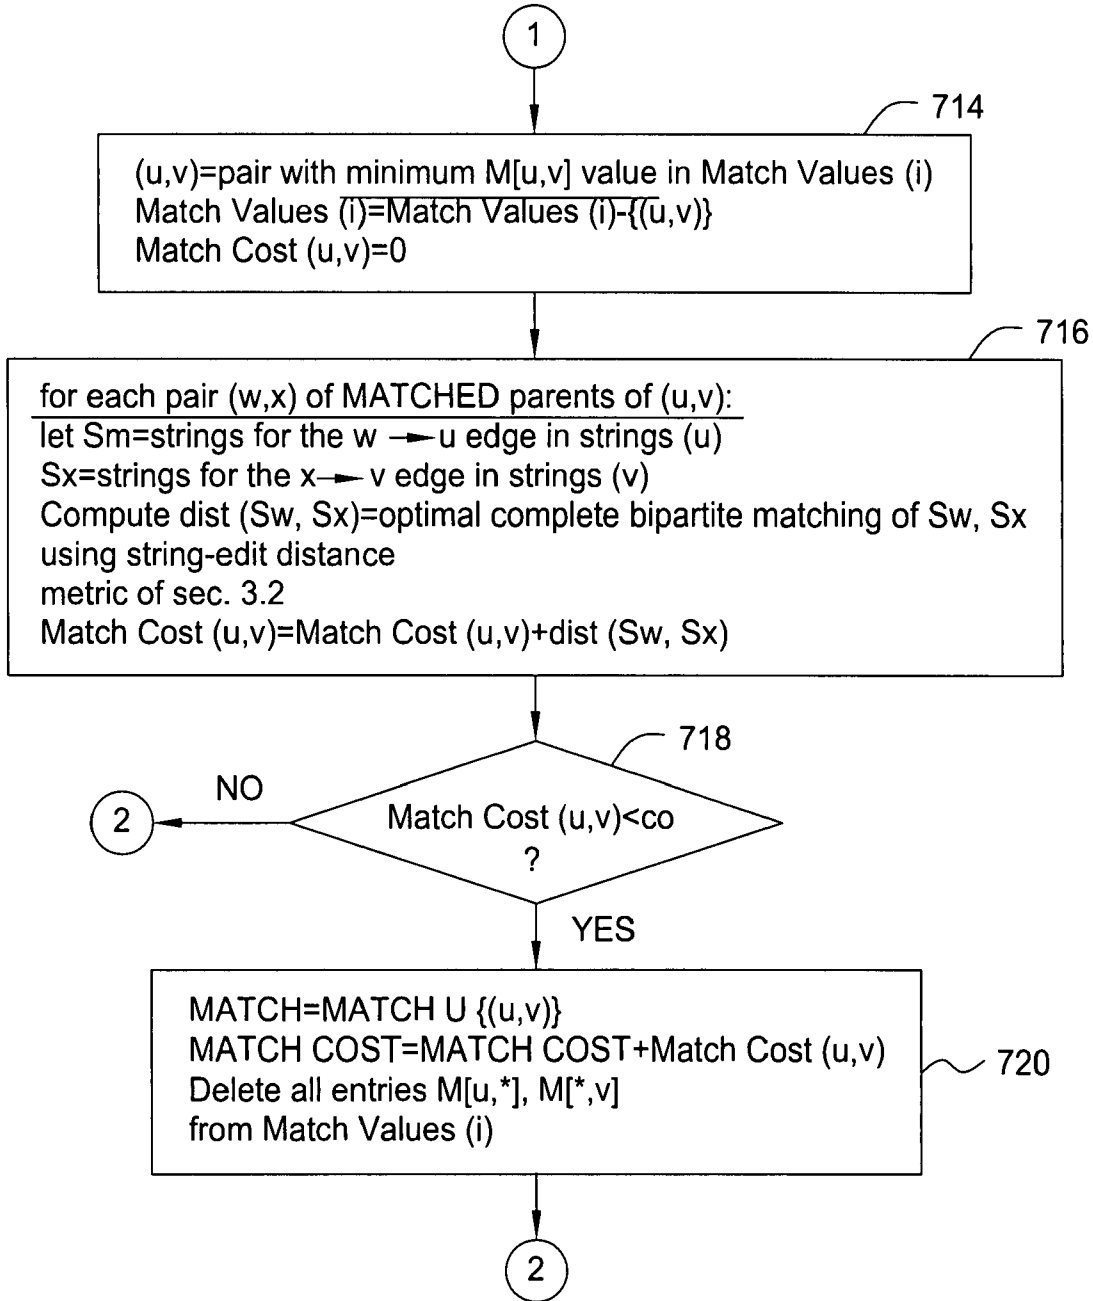 1
714
(u,v)=pair with minimum M[u,v] value in Match Values (i)
Match Values (i)=Match Values (i)-{(u,v)}
Match Cost (u,v)=0
716
for each pair (w,x) of MATCHED parents of (u,v):
let Sm=strings for the w → u edge in strings (u)
Sx=strings for the x → v edge in strings (v)
Compute dist (Sw, Sx)=optimal complete bipartite matching of Sw, Sx
using string-edit distance
metric of sec. 3.2
Match Cost (u,v)=Match Cost (u,v)+dist (Sw, Sx)
718
NO
2
Match Cost (u,v)<co
?
YES
MATCH=MATCH U {(u,v)}
MATCH COST=MATCH COST+Match Cost (u,v)
720
Delete all entries M[u,*], M[*,v]
from Match Values (i)
2